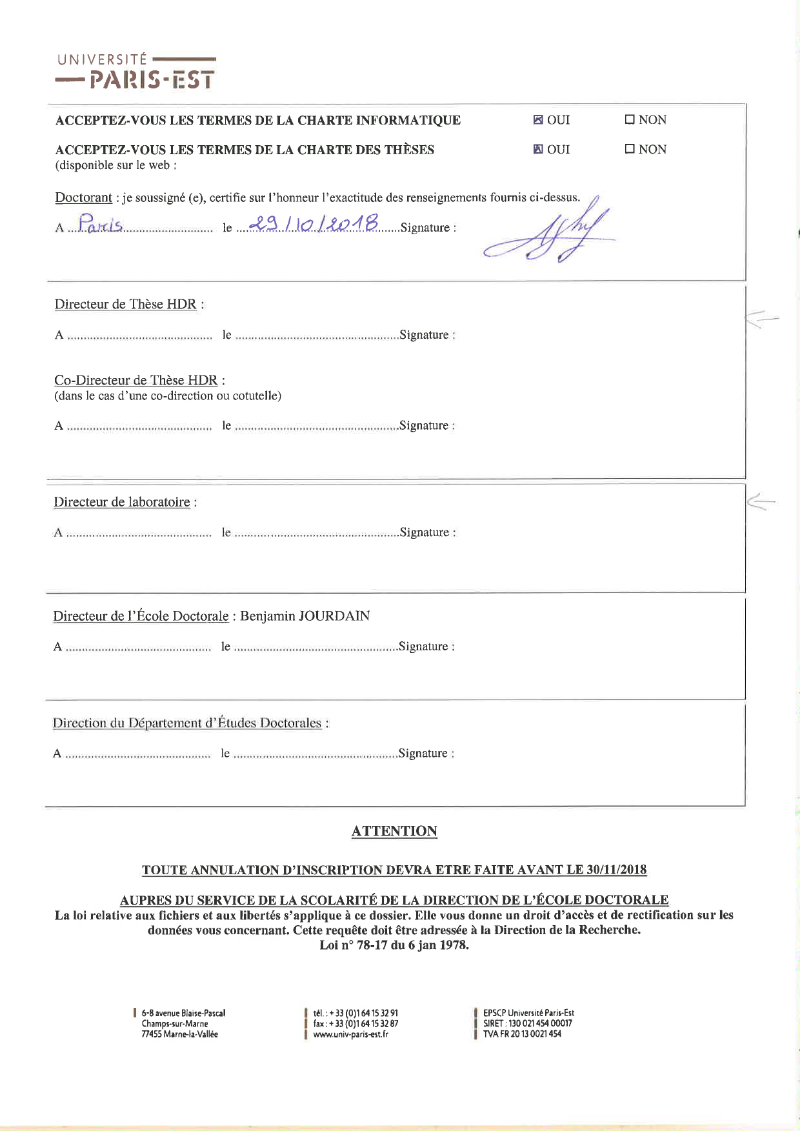 UNIVERSITÉ
PARIS-EST
ACCEPTEZ-VOUS LES TERMES DE LA CHARTE INFORMATIQUE ☒ OUI ☐ NON
ACCEPTEZ-VOUS LES TERMES DE LA CHARTE DES THÈSES ☒ OUI ☐ NON
(disponible sur le web :
Doctorant : je soussigné (e), certifie sur l'honneur l'exactitude des renseignements fournis ci-dessus.
A ... Paris ........................... le .... 29/10/2018 .......Signature :
Directeur de Thèse HDR :
A ............................................. le ...................................................Signature :
Co-Directeur de Thèse HDR :
(dans le cas d'une co-direction ou cotutelle)
A ............................................. le ...................................................Signature :
Directeur de laboratoire :
A ............................................. le ...................................................Signature :
Directeur de l'École Doctorale : Benjamin JOURDAIN
A ............................................. le ...................................................Signature :
Direction du Département d'Études Doctorales :
A ............................................. le ...................................................Signature :
ATTENTION
TOUTE ANNULATION D'INSCRIPTION DEVRA ETRE FAITE AVANT LE 30/11/2018
AUPRES DU SERVICE DE LA SCOLARITÉ DE LA DIRECTION DE L'ÉCOLE DOCTORALE
La loi relative aux fichiers et aux libertés s'applique à ce dossier. Elle vous donne un droit d'accès et de rectification sur les
données vous concernant. Cette requête doit être adressée à la Direction de la Recherche.
Loi n° 78-17 du 6 jan 1978.
6-8 avenue Blaise-Pascal
Champs-sur-Marne
77455 Marne-la-Vallée
tél. : + 33 (0)1 64 15 32 91
fax : + 33 (0)1 64 15 32 87
www.univ-paris-est.fr
EPSCP Université Paris-Est
SIRET : 130 021 454 00017
TVA FR 20 13 0021 454